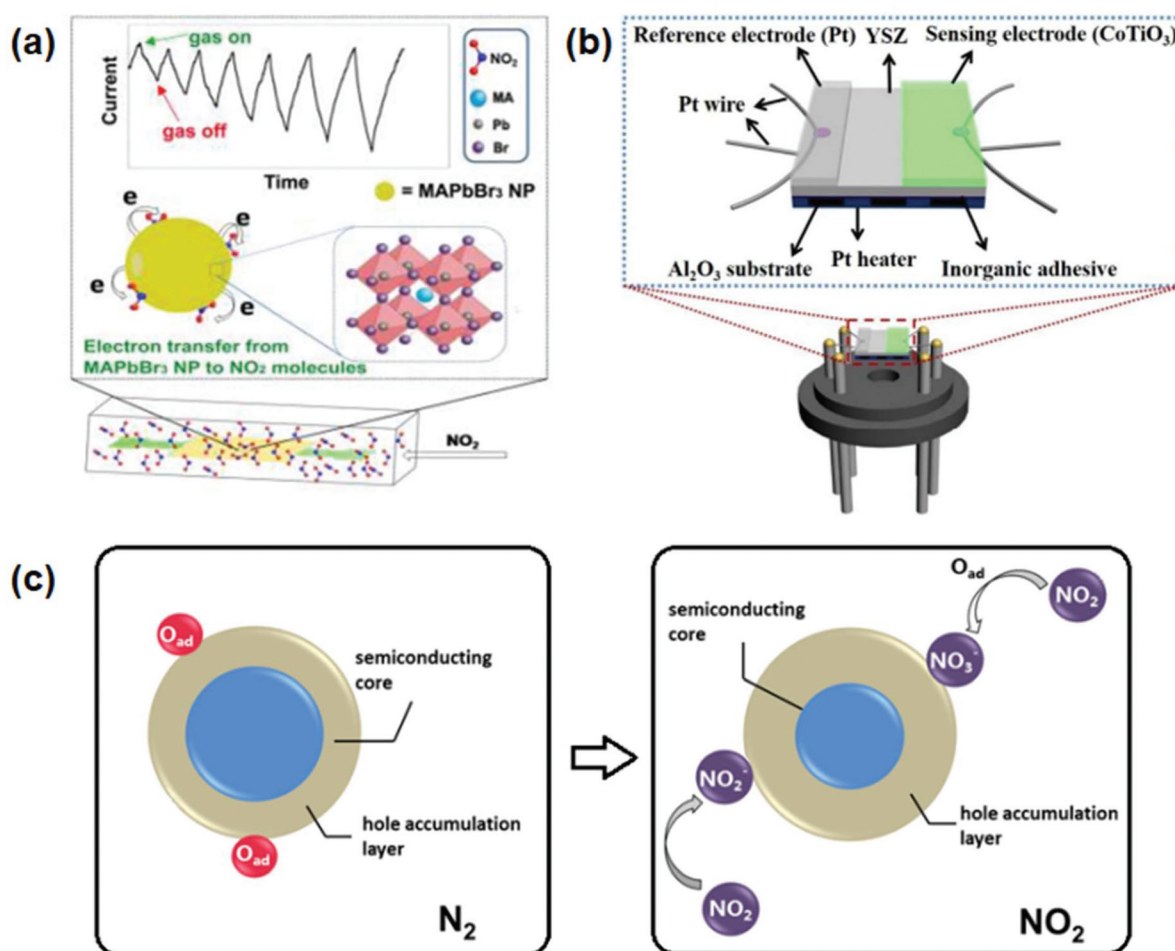 (a)
gas on
gas off
Current
Time
NO₂
MA
Pb
Br
= MAPbBr₃ NP
e
e
e
e
Electron transfer from
MAPbBr₃ NP to NO₂ molecules
NO₂
(b)
Reference electrode (Pt)
YSZ
Sensing electrode (CoTiO₃)
Pt wire
Al₂O₃ substrate
Pt heater
Inorganic adhesive
(c)
Oad
semiconducting
core
hole accumulation
layer
Oad
N₂
Oad
NO₂
semiconducting
core
NO₃⁻
NO₂⁻
hole accumulation
layer
NO₂
NO₂